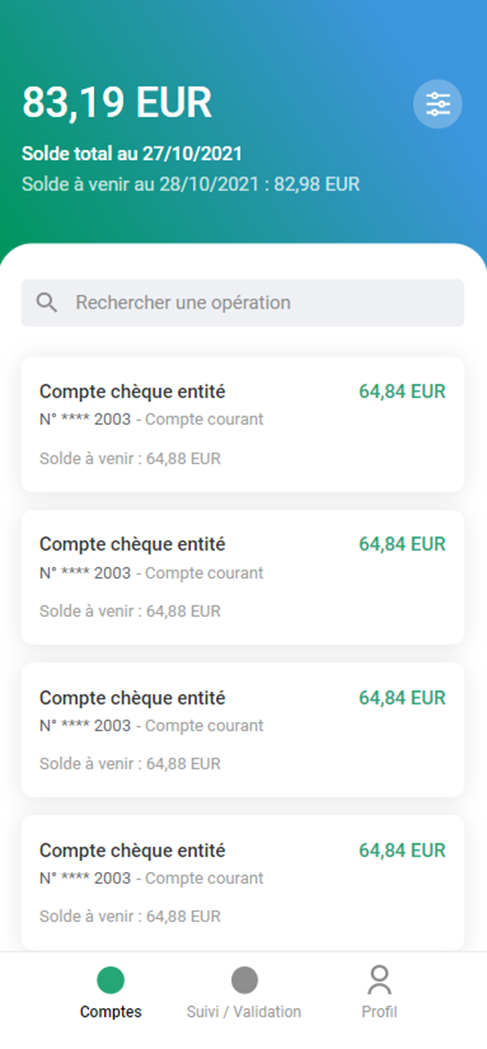 83,19 EUR
Solde total au 27/10/2021
Solde à venir au 28/10/2021 : 82,98 EUR
Rechercher une opération
Compte chèque entité 64,84 EUR
N° **** 2003 - Compte courant
Solde à venir : 64,88 EUR
Compte chèque entité 64,84 EUR
N° **** 2003 - Compte courant
Solde à venir : 64,88 EUR
Compte chèque entité 64,84 EUR
N° **** 2003 - Compte courant
Solde à venir : 64,88 EUR
Compte chèque entité 64,84 EUR
N° **** 2003 - Compte courant
Solde à venir : 64,88 EUR
Comptes Suivi / Validation Profil